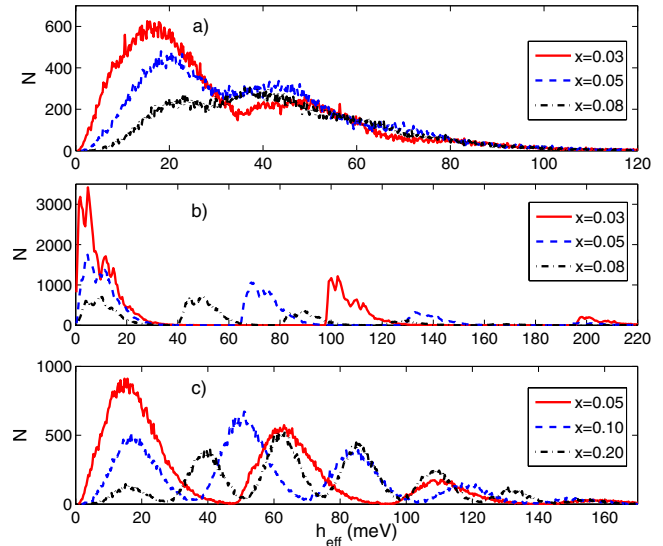 600
400
200
0
N
a)
x=0.03
x=0.05
x=0.08
0 20 40 60 80 100 120
3000
2000
1000
0
N
b)
x=0.03
x=0.05
x=0.08
0 20 40 60 80 100 120 140 160 180 200 220
1000
500
0
N
c)
x=0.05
x=0.10
x=0.20
0 20 40 60 80 100 120 140 160
h_eff (meV)